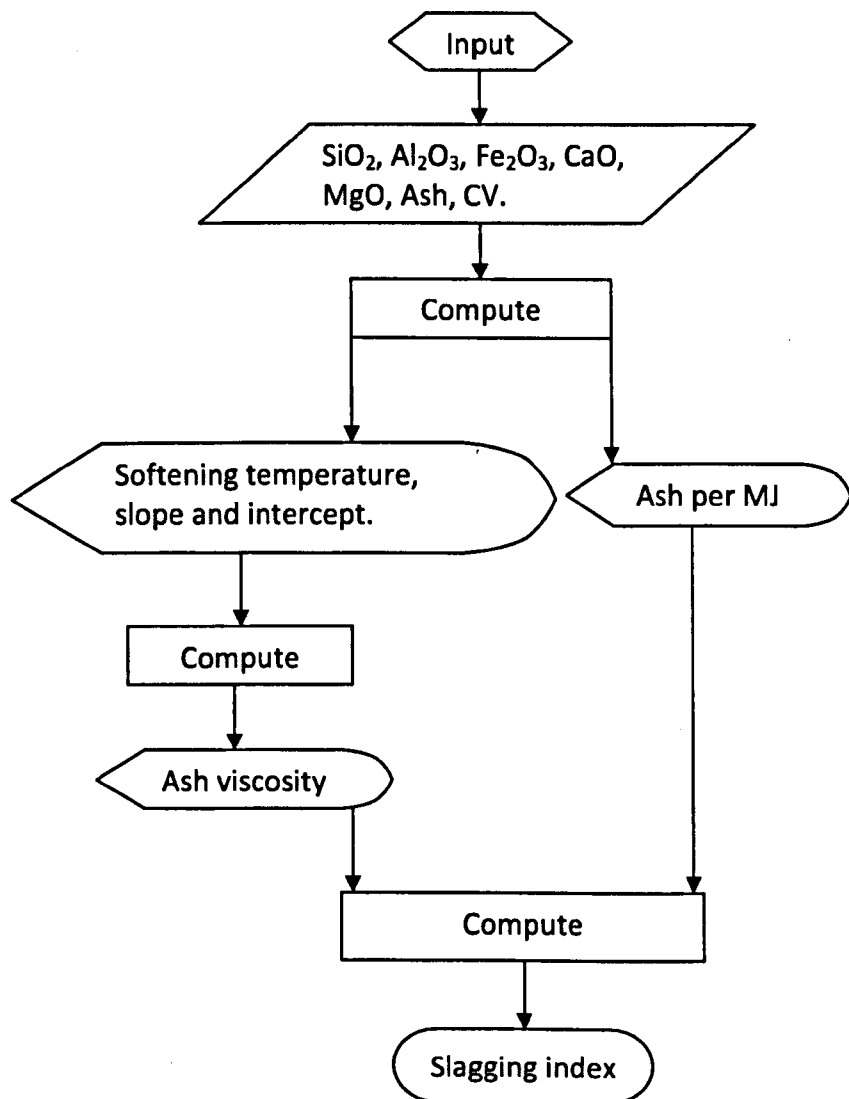 Input
SiO₂, Al₂O₃, Fe₂O₃, CaO,
MgO, Ash, CV.
Compute
Softening temperature,
slope and intercept.
Ash per MJ
Compute
Ash viscosity
Compute
Slagging index